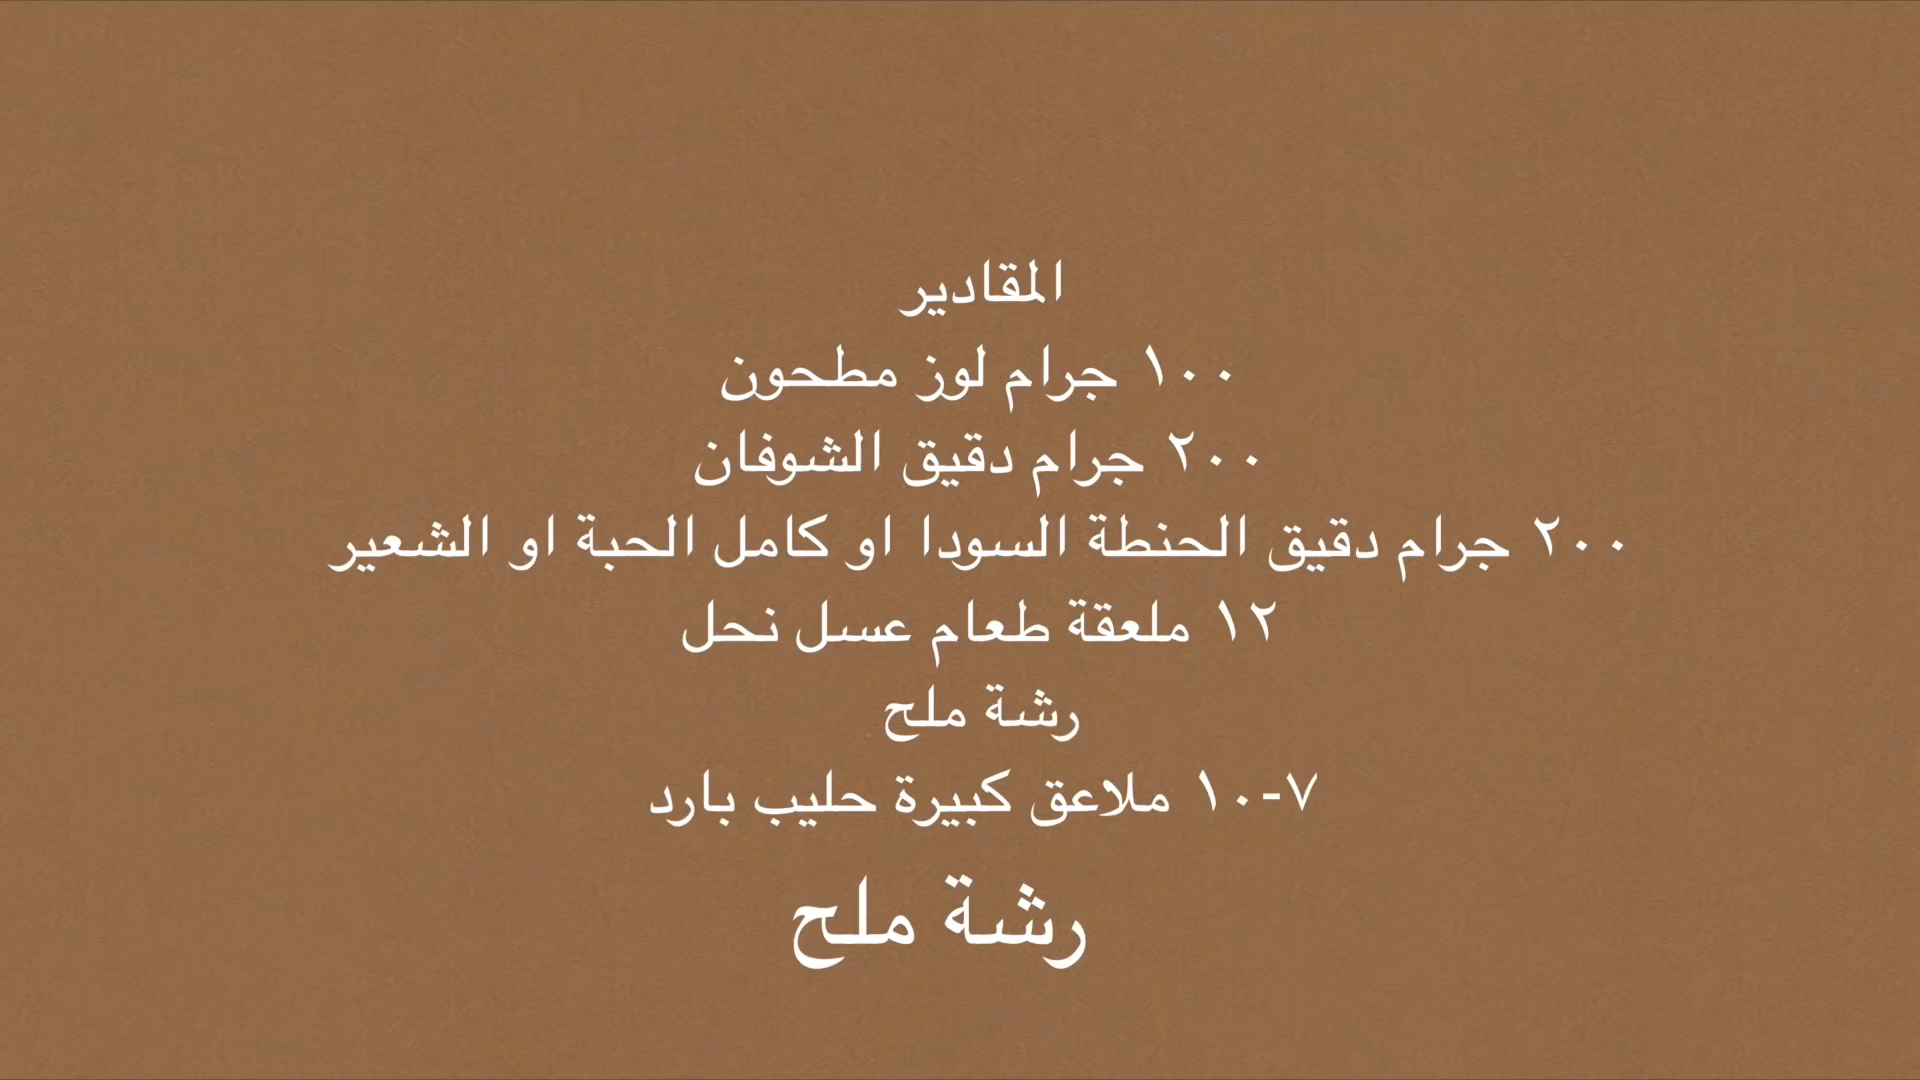 المقادير
١٠٠ جرام لوز مطحون
٢٠٠ جرام دقيق الشوفان
٢٠٠ جرام دقيق الحنطة السودا او كامل الحبة او الشعير
١٢ ملعقة طعام عسل نحل
رشة ملح
٧-١٠ ملاعق كبيرة حليب بارد
رشة ملح